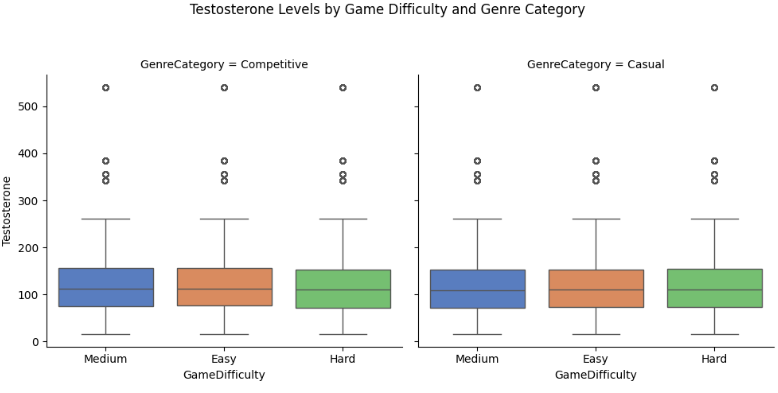 Testosterone Levels by Game Difficulty and Genre Category
GenreCategory = Competitive
GenreCategory = Casual
Testosterone
500
400
300
200
100
0
Medium Easy Hard
GameDifficulty
Medium Easy Hard
GameDifficulty